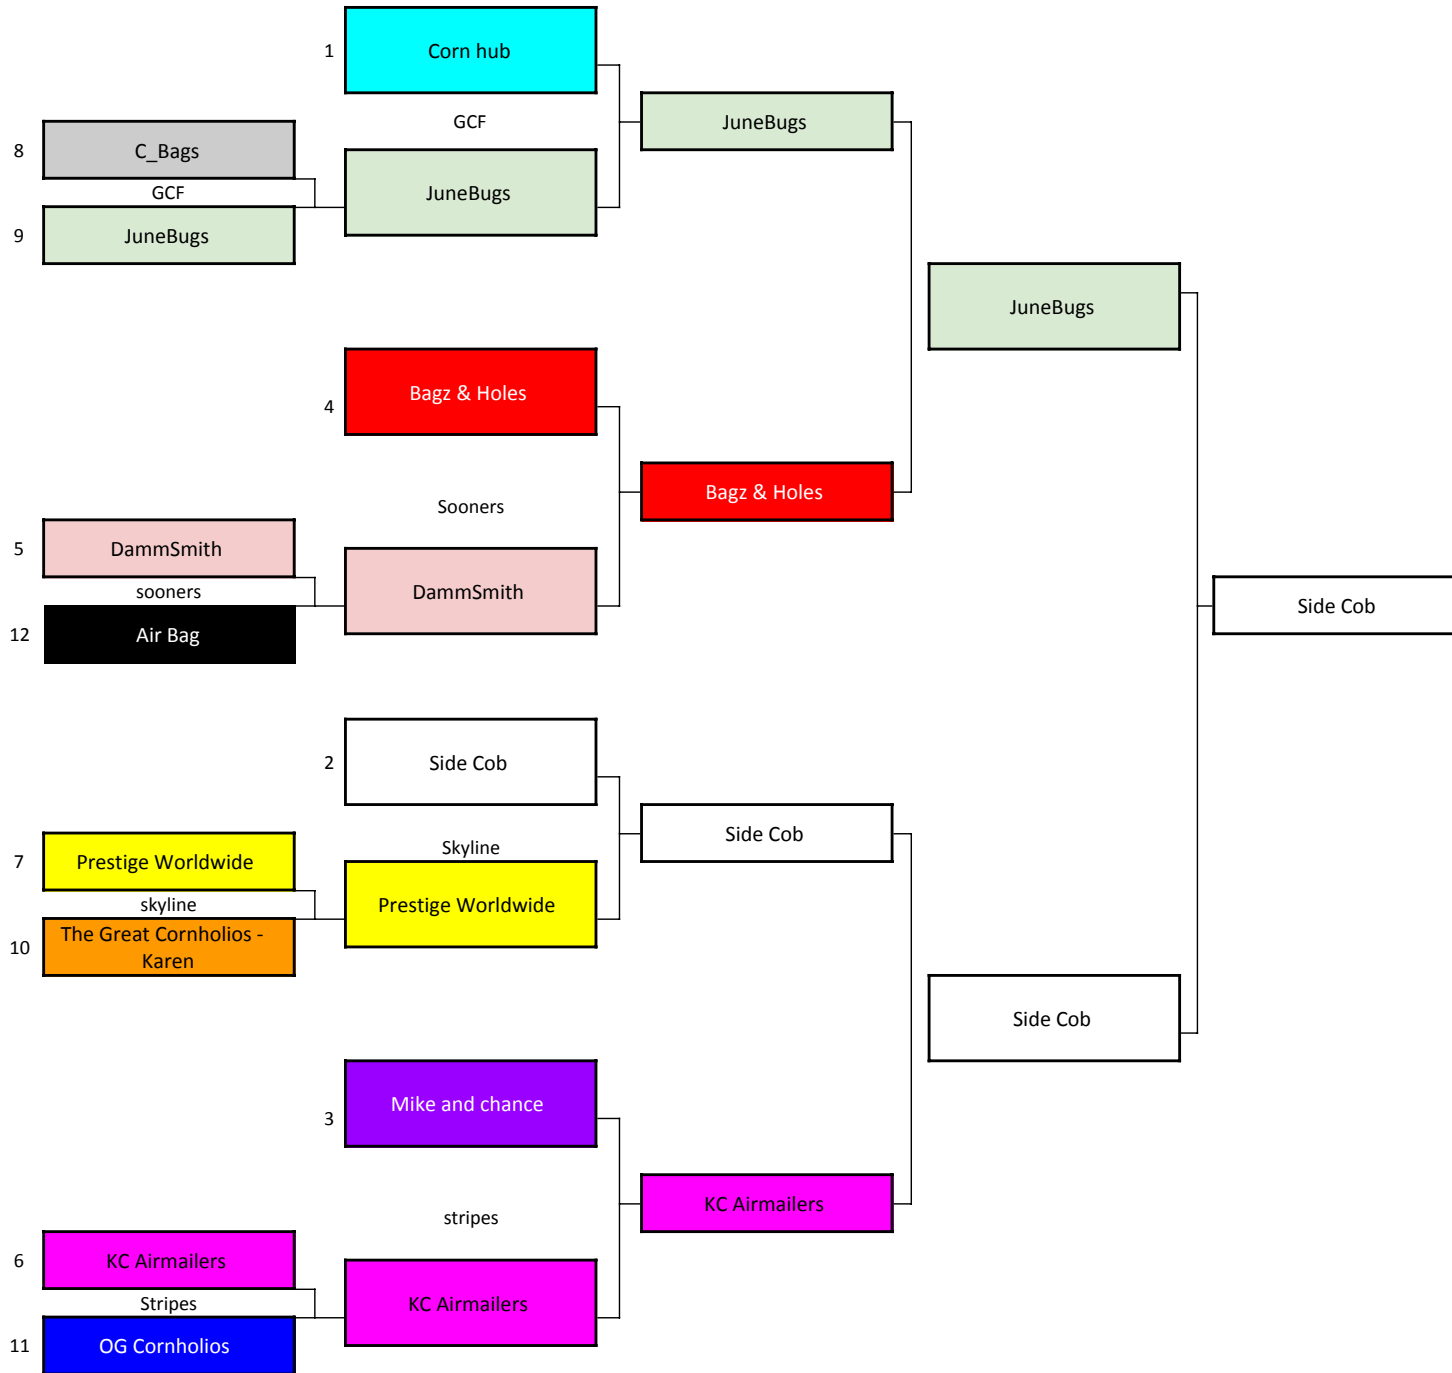 1
Corn hub
GCF
JuneBugs
8
C_Bags
GCF
JuneBugs
9
JuneBugs
JuneBugs
4
Bagz & Holes
Bagz & Holes
Sooners
5
DammSmith
sooners
DammSmith
12
Air Bag
Side Cob
2
Side Cob
Side Cob
7
Prestige Worldwide
Skyline
skyline
Prestige Worldwide
10
The Great Cornholios -
Karen
Side Cob
3
Mike and chance
KC Airmailers
stripes
6
KC Airmailers
Stripes
KC Airmailers
11
OG Cornholios